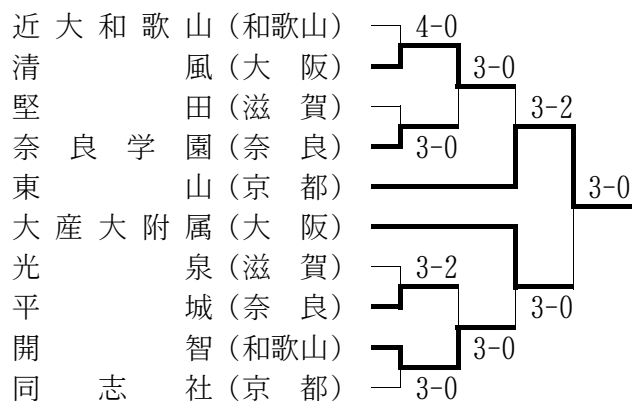 近大和歌山(和歌山) 4-0
清風(大阪) 3-0
堅田(滋賀) 3-2
奈良学園(奈良) 3-0
東山(京都) 3-0
大産大附属(大阪)
光泉(滋賀) 3-2
平城(奈良) 3-0
開智(和歌山) 3-0
同志社(京都) 3-0